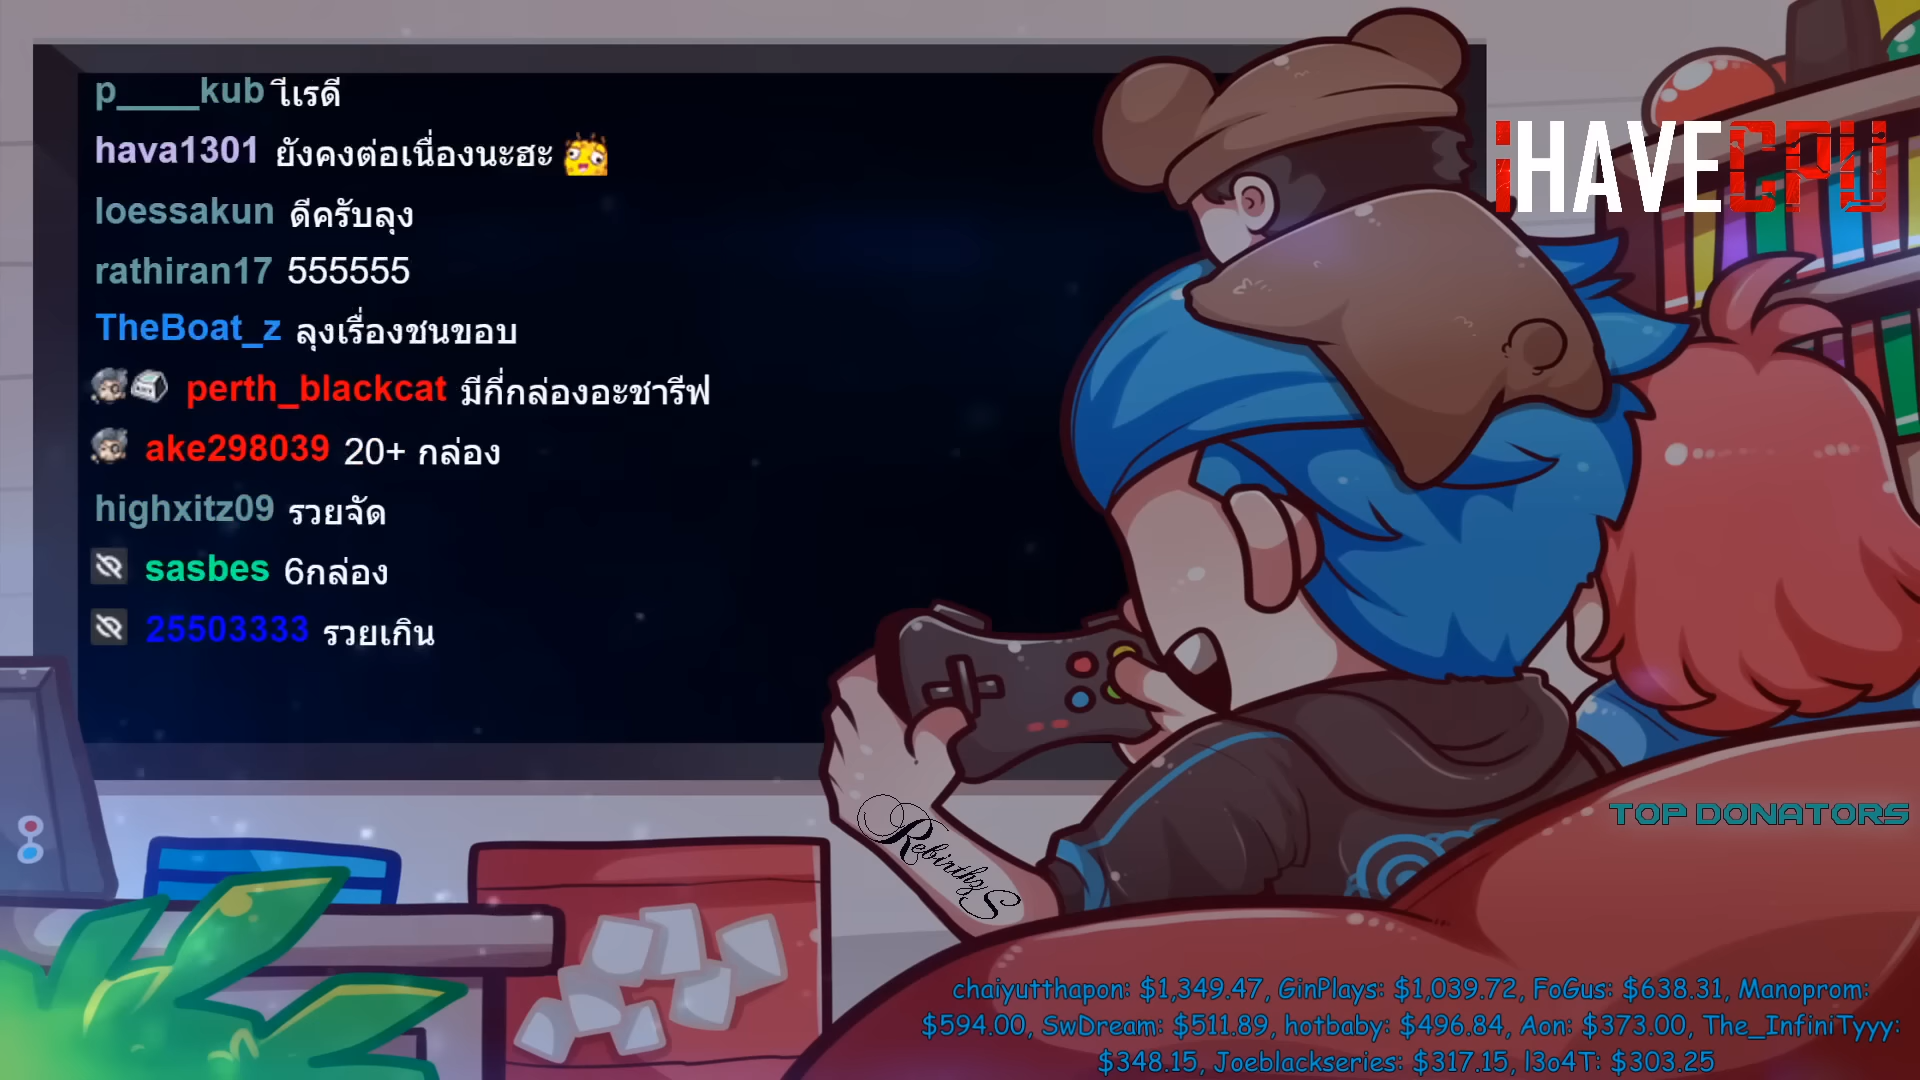 p____kub เแรดี
hava1301 ยังคงต่อเนื่องนะฮะ
loessakun ดีครับลุง
rathiran17 555555
TheBoat_z ลุงเรื่องชนขอบ
perth_blackcat มีกี่กล่องอะชารีฟ
ake298039 20+ กล่อง
highxitz09 รวยจัด
sasbes 6กล่อง
25503333 รวยเกิน
iHAVECPU
RebirthzS
TOP DONATORS
chaiyutthapon: $1,349.47, GinPlays: $1,039.72, FoGus: $638.31, Manoprom:
$594.00, SwDream: $511.89, hotbaby: $496.84, Aon: $373.00, The_InfiniTyyy:
$348.15, Joeblackseries: $317.15, l3o4T: $303.25